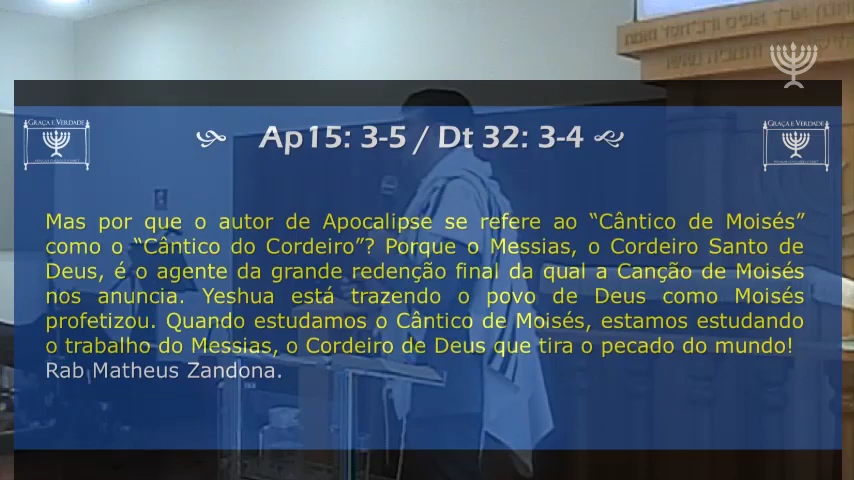 GRAÇA E VERDADE
GRAÇA E VERDADE
Ap15: 3-5 / Dt 32: 3-4
Mas por que o autor de Apocalipse se refere ao “Cântico de Moisés”
como o “Cântico do Cordeiro”? Porque o Messias, o Cordeiro Santo de
Deus, é o agente da grande redenção final da qual a Canção de Moisés
nos anuncia. Yeshua está trazendo o povo de Deus como Moisés
profetizou. Quando estudamos o Cântico de Moisés, estamos estudando
o trabalho do Messias, o Cordeiro de Deus que tira o pecado do mundo!
Rab Matheus Zandona.